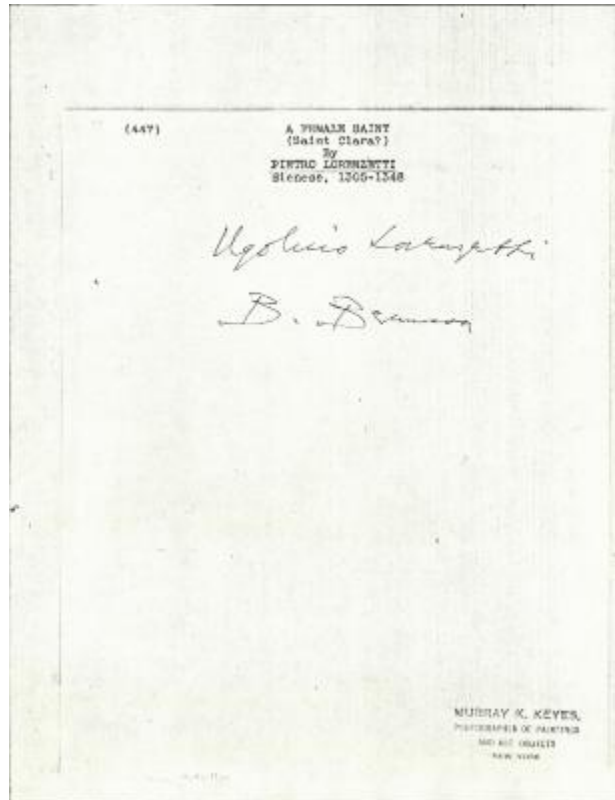 (447)
A FEMALE SAINT
(Saint Clara?)
By
PIETRO LORENZETTI
Sienese, 1305-1348
Ugolino Lorenzetti
B. Berenson
MURRAY K. KEYES,
PHOTOGRAPHER OF PAINTINGS
AND ART OBJECTS
NEW YORK